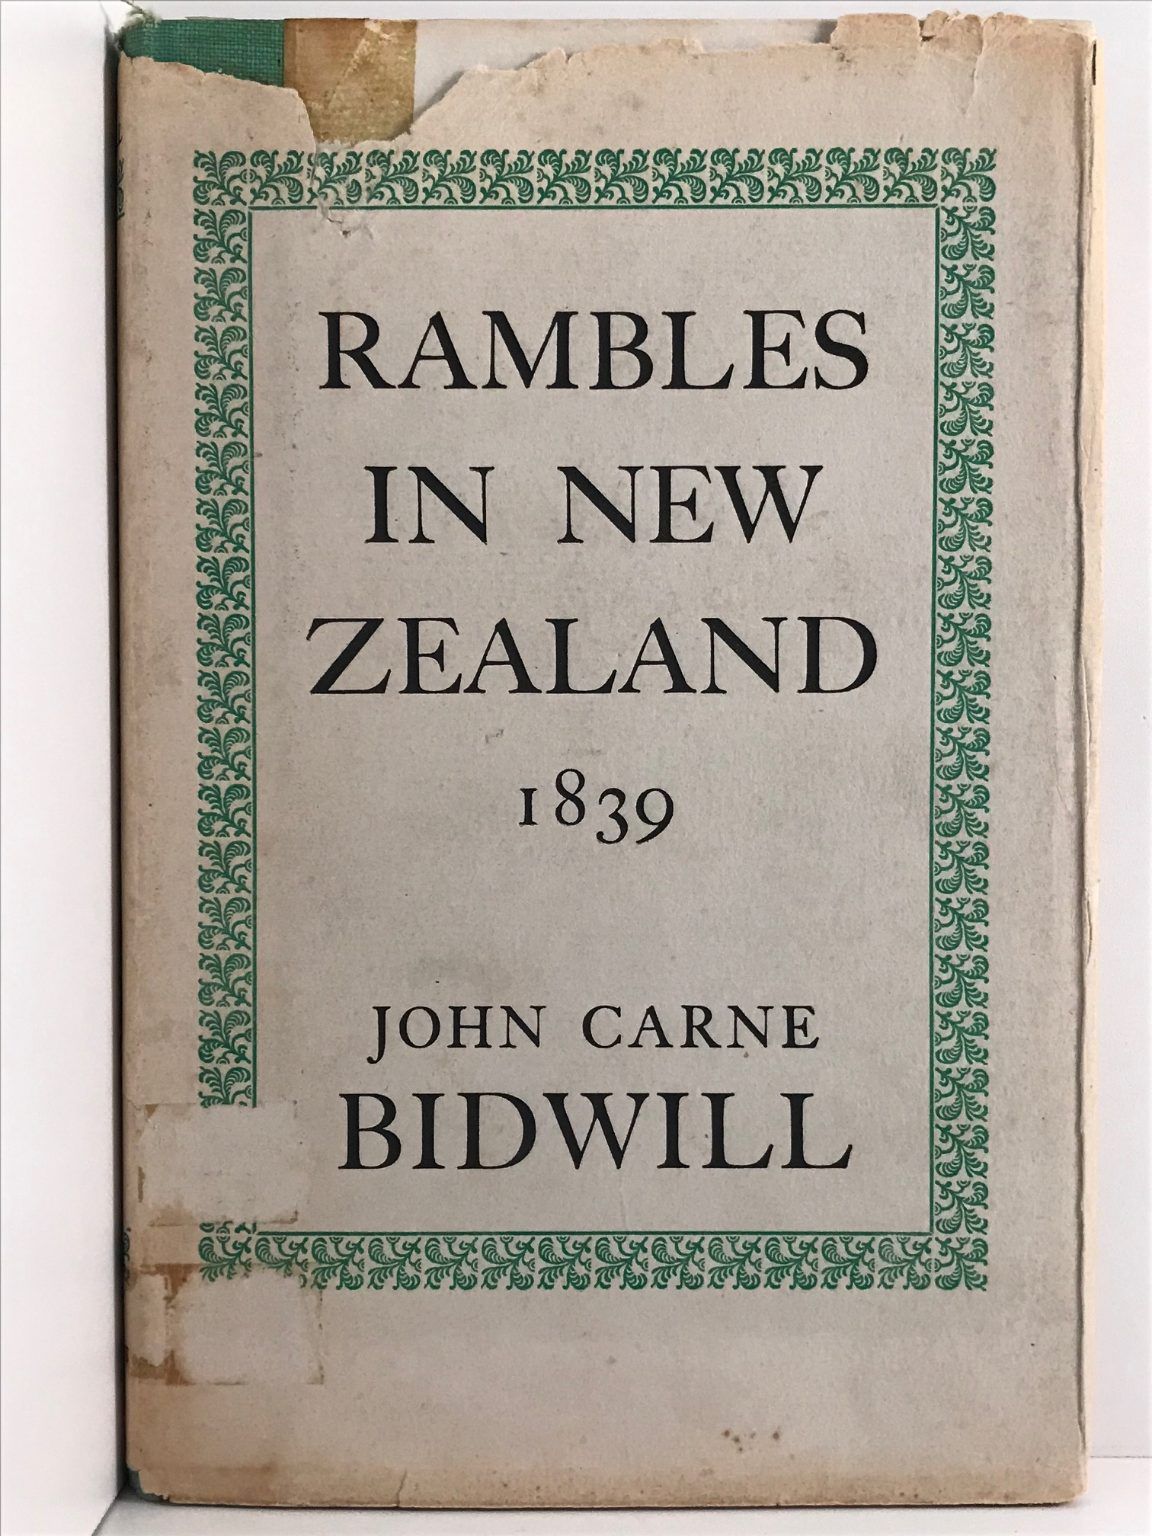 RAMBLES
IN NEW
ZEALAND
1839
JOHN CARNE
BIDWILL